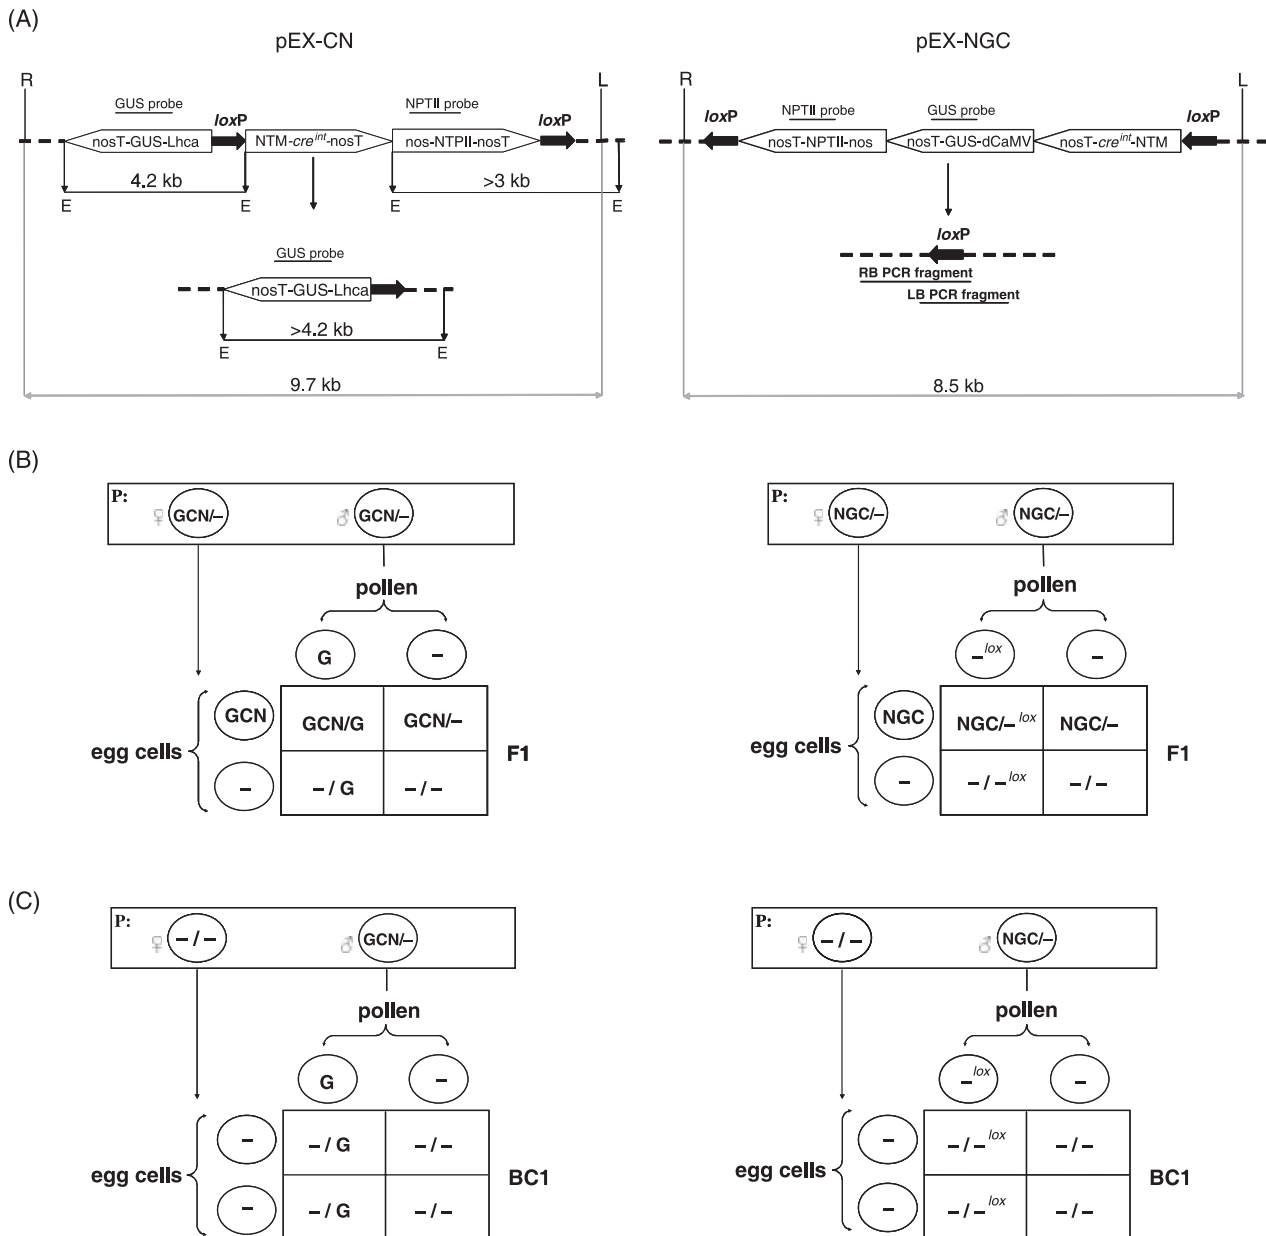 (A)
pEX-CN
pEX-NGC
R
L
R
L
GUS probe
NPTII probe
loxP
loxP
nosT-GUS-Lhca
NTM-cre^int-nosT
nos-NTPII-nosT
4.2 kb
>3 kb
E
E
E
E
GUS probe
nosT-GUS-Lhca
>4.2 kb
E
E
9.7 kb
loxP
NPTII probe
GUS probe
loxP
nosT-NPTII-nos
nosT-GUS-dCaMV
nosT-cre^int-NTM
loxP
RB PCR fragment
LB PCR fragment
8.5 kb
(B)
P:
♀ GCN/–
♂ GCN/–
pollen
G
–
egg cells
GCN
–
GCN/G
GCN/–
–/G
–/–
F1
P:
♀ NGC/–
♂ NGC/–
pollen
–^lox
–
egg cells
NGC
–
NGC/–^lox
NGC/–
–/–^lox
–/–
F1
(C)
P:
♀ –/–
♂ GCN/–
pollen
G
–
egg cells
–
–
–/G
–/–
–/G
–/–
BC1
P:
♀ –/–
♂ NGC/–
pollen
–^lox
–
egg cells
–
–
–/–^lox
–/–
–/–^lox
–/–
BC1